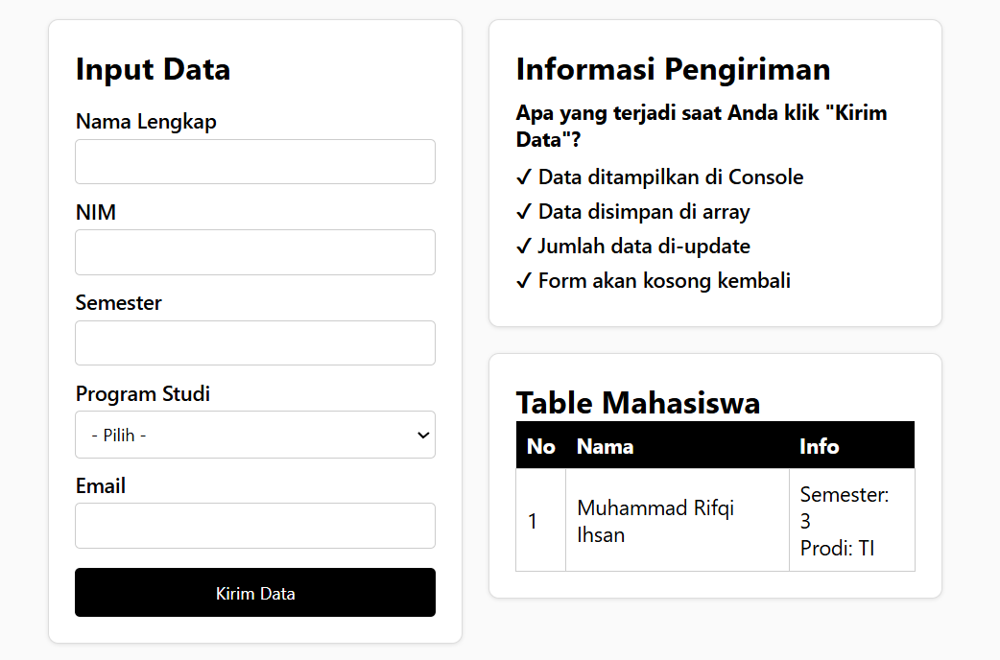 Input Data
Nama Lengkap
NIM
Semester
Program Studi
- Pilih -
Email
Kirim Data
Informasi Pengiriman
Apa yang terjadi saat Anda klik "Kirim
Data"?
✓ Data ditampilkan di Console
✓ Data disimpan di array
✓ Jumlah data di-update
✓ Form akan kosong kembali
Table Mahasiswa
No Nama Info
1 Muhammad Rifqi Ihsan Semester: 3 Prodi: TI